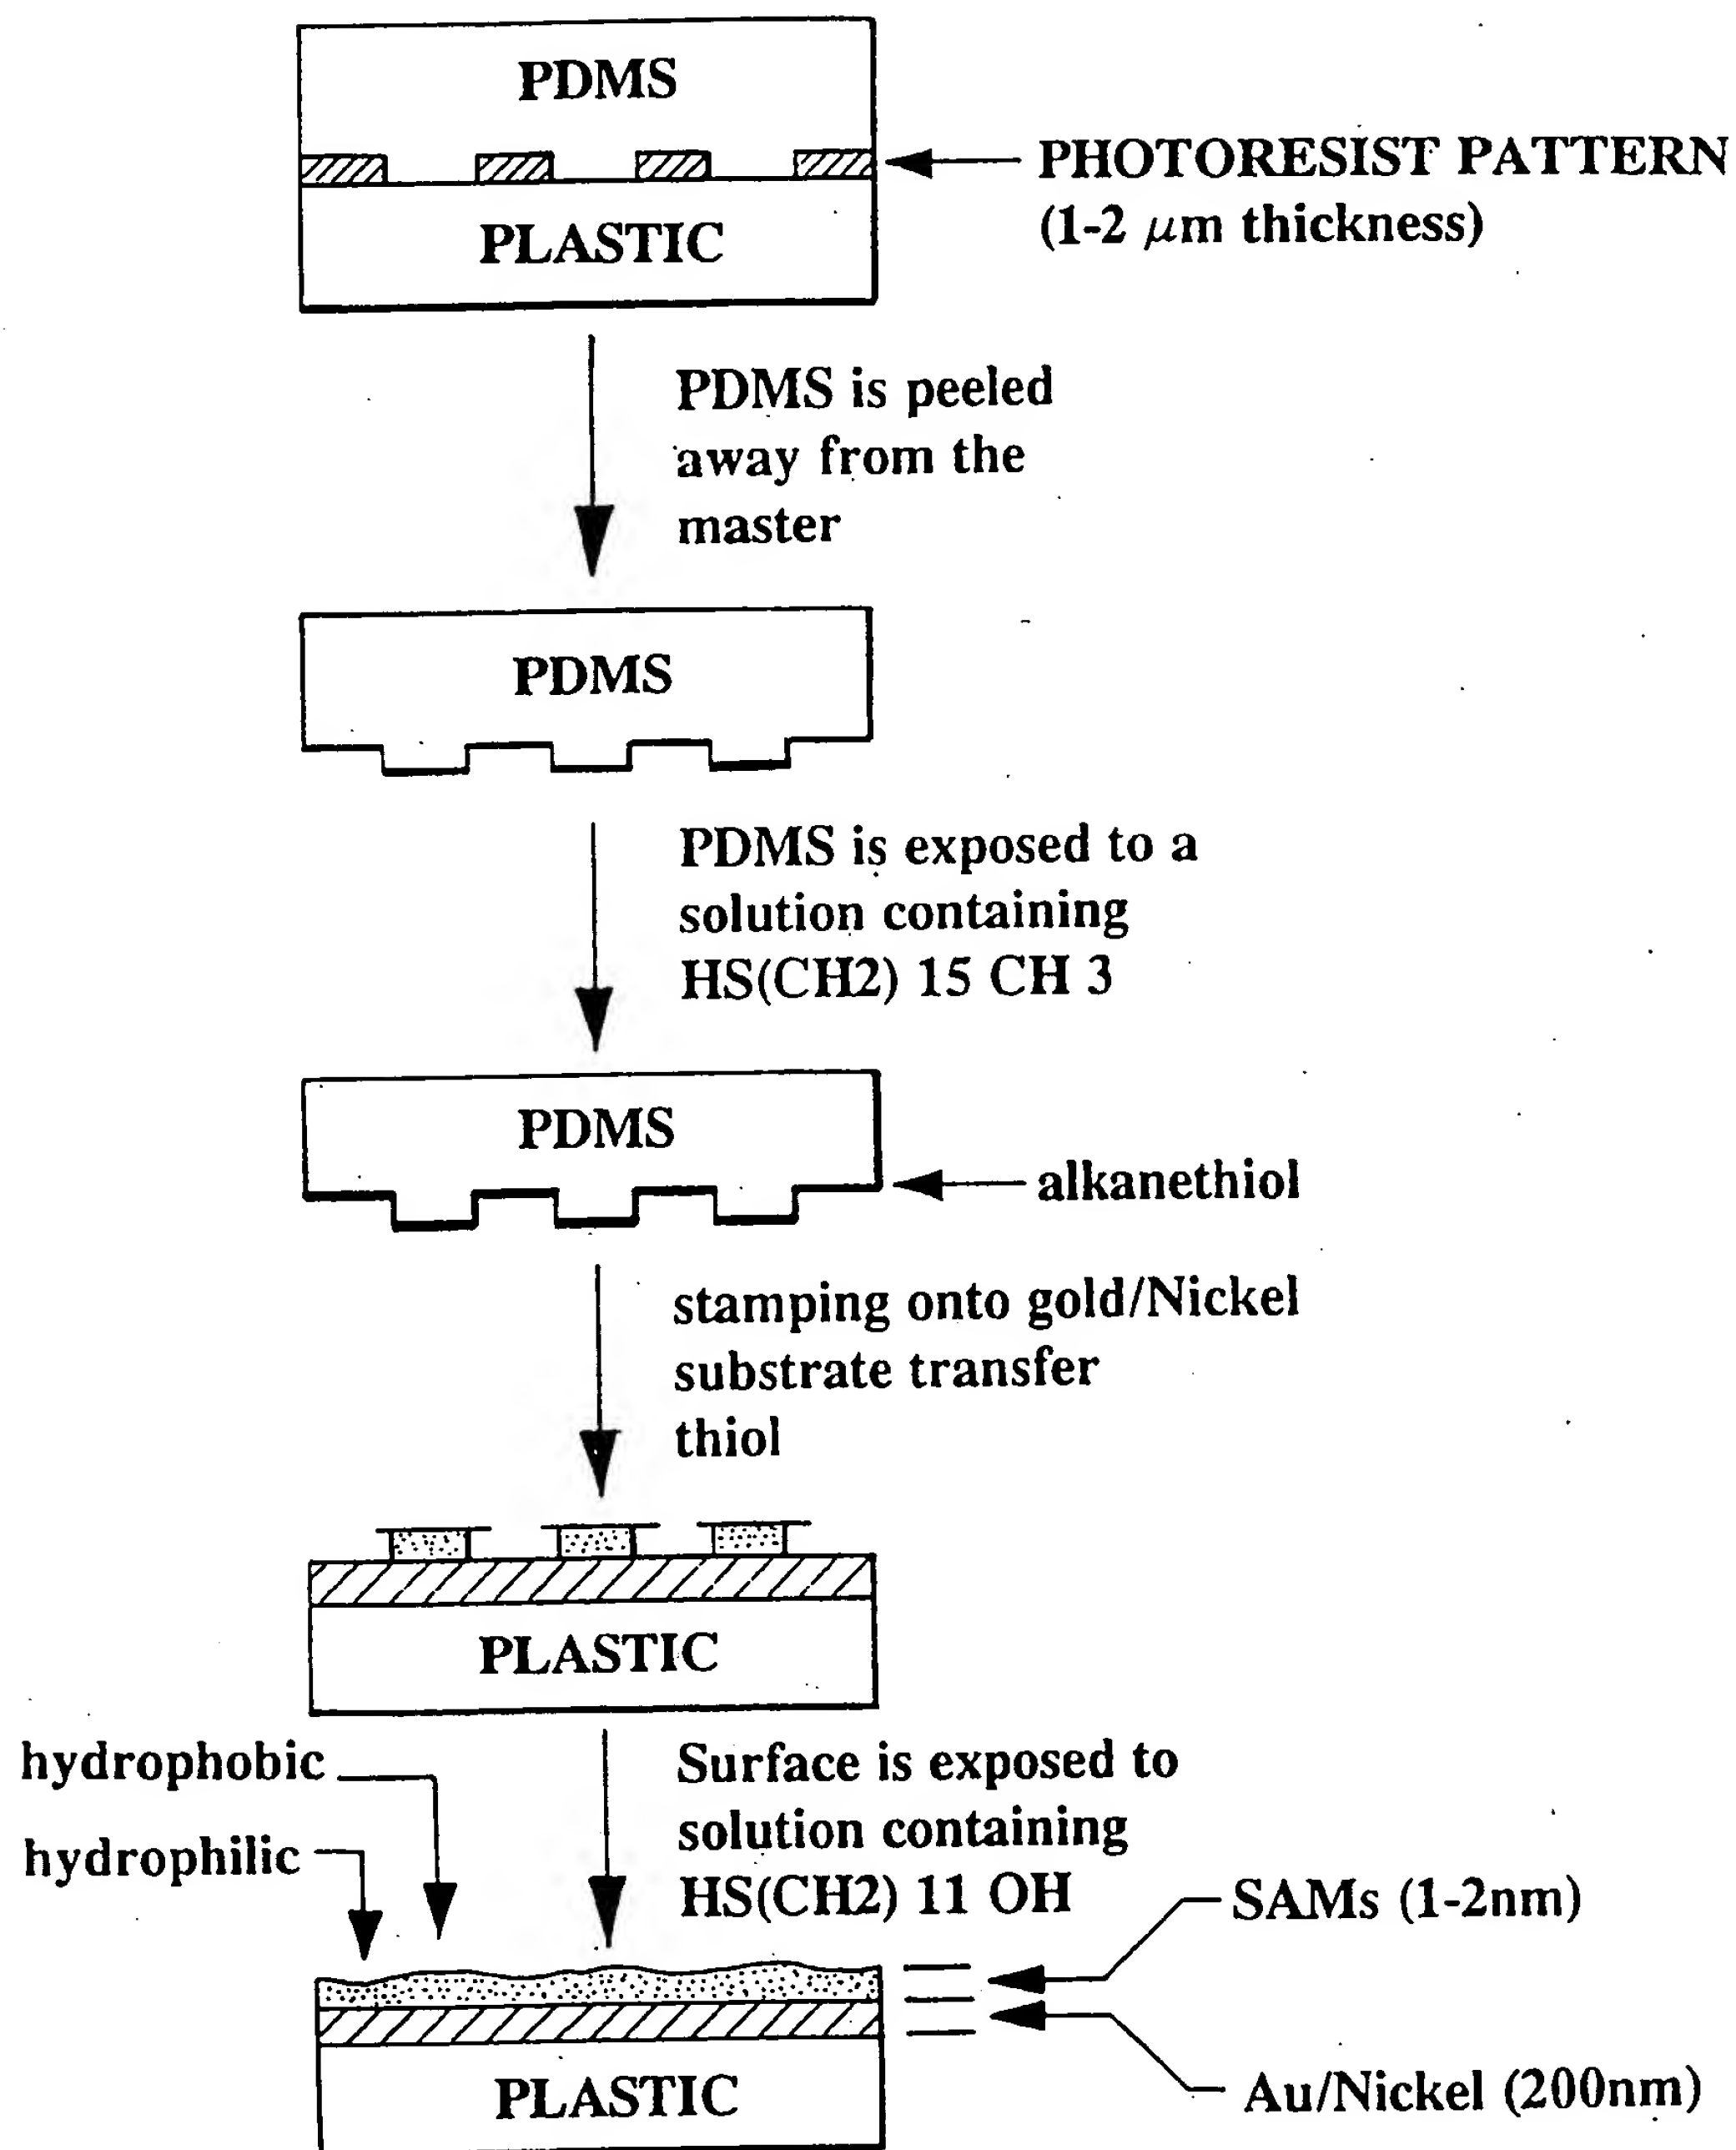 PDMS
PHOTORESIST PATTERN
(1-2 μm thickness)
PLASTIC
PDMS is peeled
away from the
master
PDMS
PDMS is exposed to a
solution containing
HS(CH2) 15 CH 3
PDMS
alkanethiol
stamping onto gold/Nickel
substrate transfer
thiol
PLASTIC
hydrophobic
hydrophilic
Surface is exposed to
solution containing
HS(CH2) 11 OH
SAMs (1-2nm)
PLASTIC
Au/Nickel (200nm)